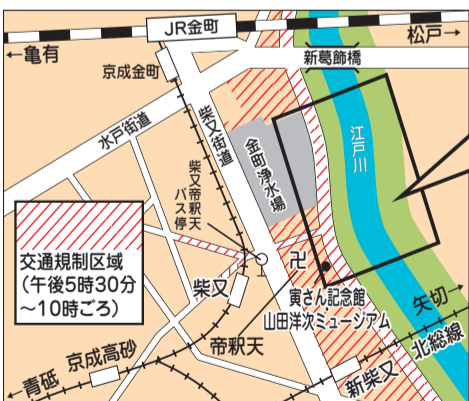 JR金町
←亀有
松戸→
京成金町
新葛飾橋
水戸街道
柴又街道
金町浄水場
江戸川
柴又帝釈天
バス停
交通規制区域
(午後5時30分
～10時ごろ)
卍
寅さん記念館
山田洋次ミュージアム
柴又
帝釈天
矢切→
北総線
新柴又
京成高砂
←青砥